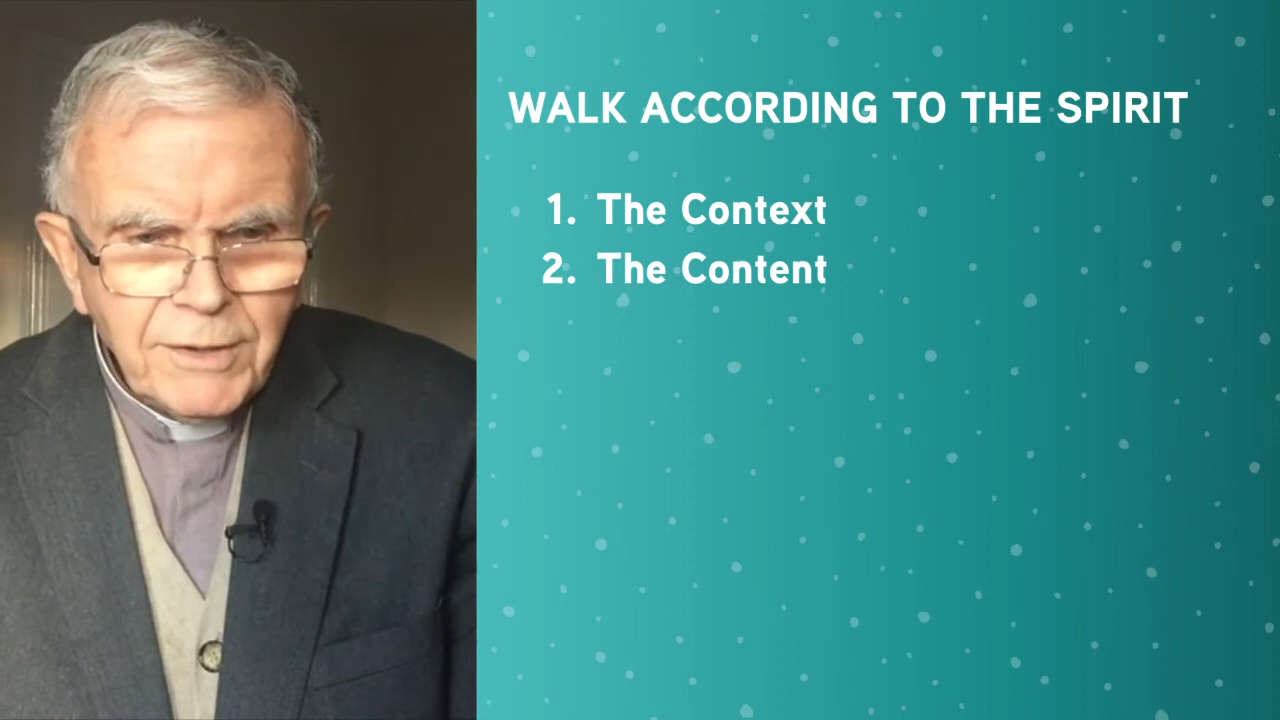 WALK ACCORDING TO THE SPIRIT
1. The Context
2. The Content